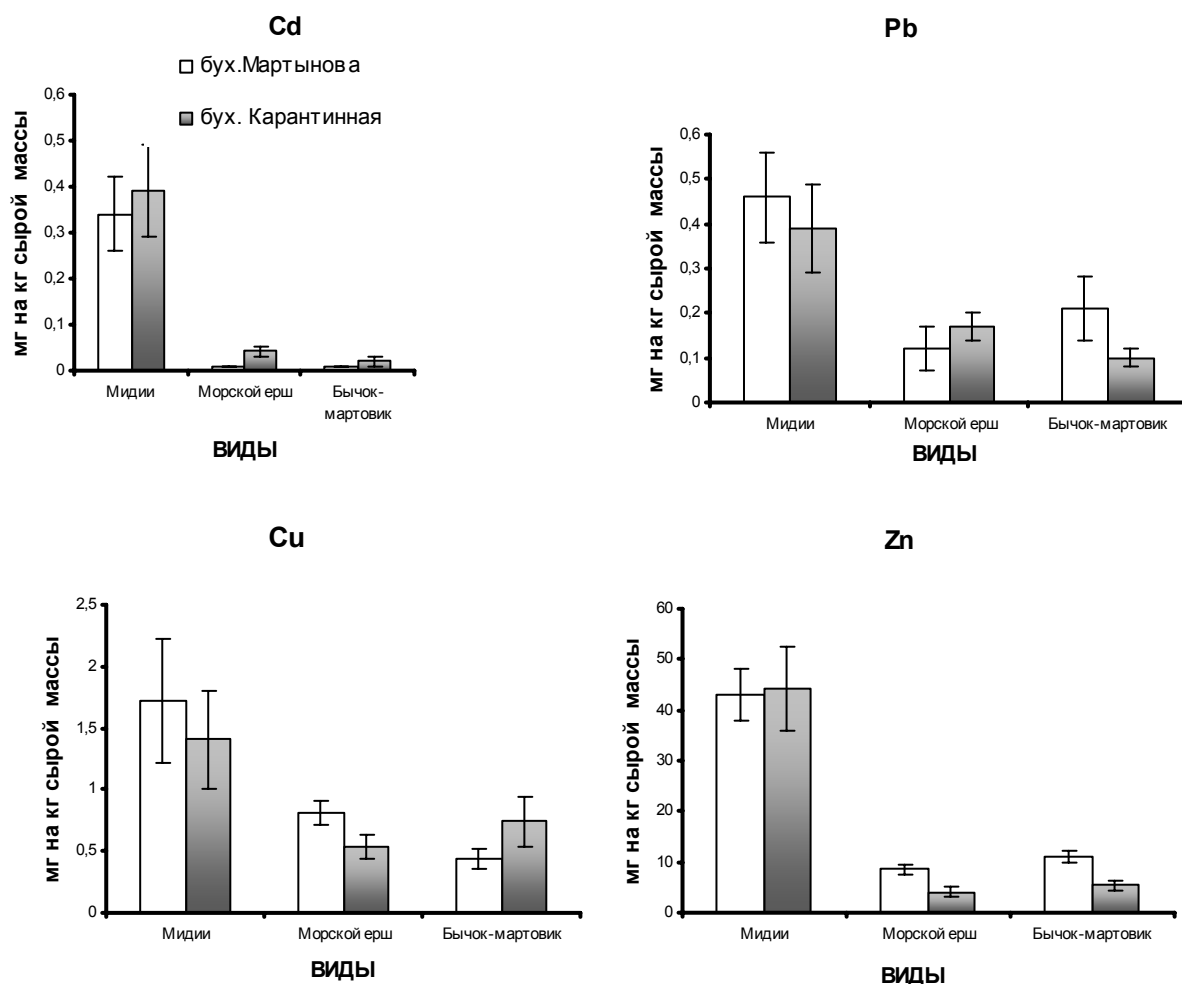 Cd
бух.Мартынова
бух. Карантинная
мг на кг сырой массы
0,6
0,5
0,4
0,3
0,2
0,1
0
Мидии
Морской ерш
Бычок-
мартовик
ВИДЫ
Pb
мг на кг сырой массы
0,6
0,5
0,4
0,3
0,2
0,1
0
Мидии
Морской ерш
Бычок-мартовик
ВИДЫ
Cu
мг на кг сырой массы
2,5
2
1,5
1
0,5
0
Мидии
Морской ерш
Бычок-мартовик
ВИДЫ
Zn
мг на кг сырой массы
60
50
40
30
20
10
0
Мидии
Морской ерш
Бычок-мартовик
ВИДЫ